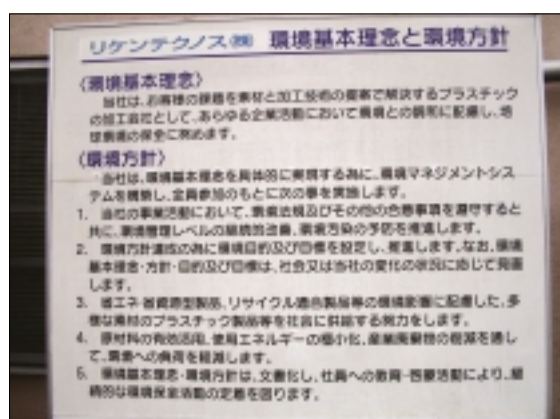 リケンテクノス㈱ 環境基本理念と環境方針
〈環境基本理念〉
当社は、お客様の課題を素材と加工技術の提案で解決するプラスチック
の加工会社として、あらゆる企業活動において環境との調和に配慮し、地
球環境の保全に努めます。
〈環境方針〉
当社は、環境基本理念を具体的に実現する為に、環境マネジメントシス
テムを構築し、全員参加のもとに次の事を実施します。
1. 当社の事業活動において、環境法規及びその他の合意事項を遵守すると
共に、環境管理レベルの継続的改善、環境汚染の予防を推進します。
2. 環境方針達成の為に環境目的及び目標を設定し、推進します。なお、環境
基本理念・方針・目的及び目標は、社会又は当社の変化の状況に応じて見直
します。
3. 省エネ・省資源型製品、リサイクル適合製品等の環境影響に配慮した、多
様な素材のプラスチック製品等を社会に供給する努力をします。
4. 原材料の有効活用、使用エネルギーの極小化、産業廃棄物の削減を通し
て、環境への負荷を軽減します。
5. 環境基本理念・環境方針は、文書化し、社員への教育・啓蒙活動により、継
続的な環境保全活動の定着を図ります。